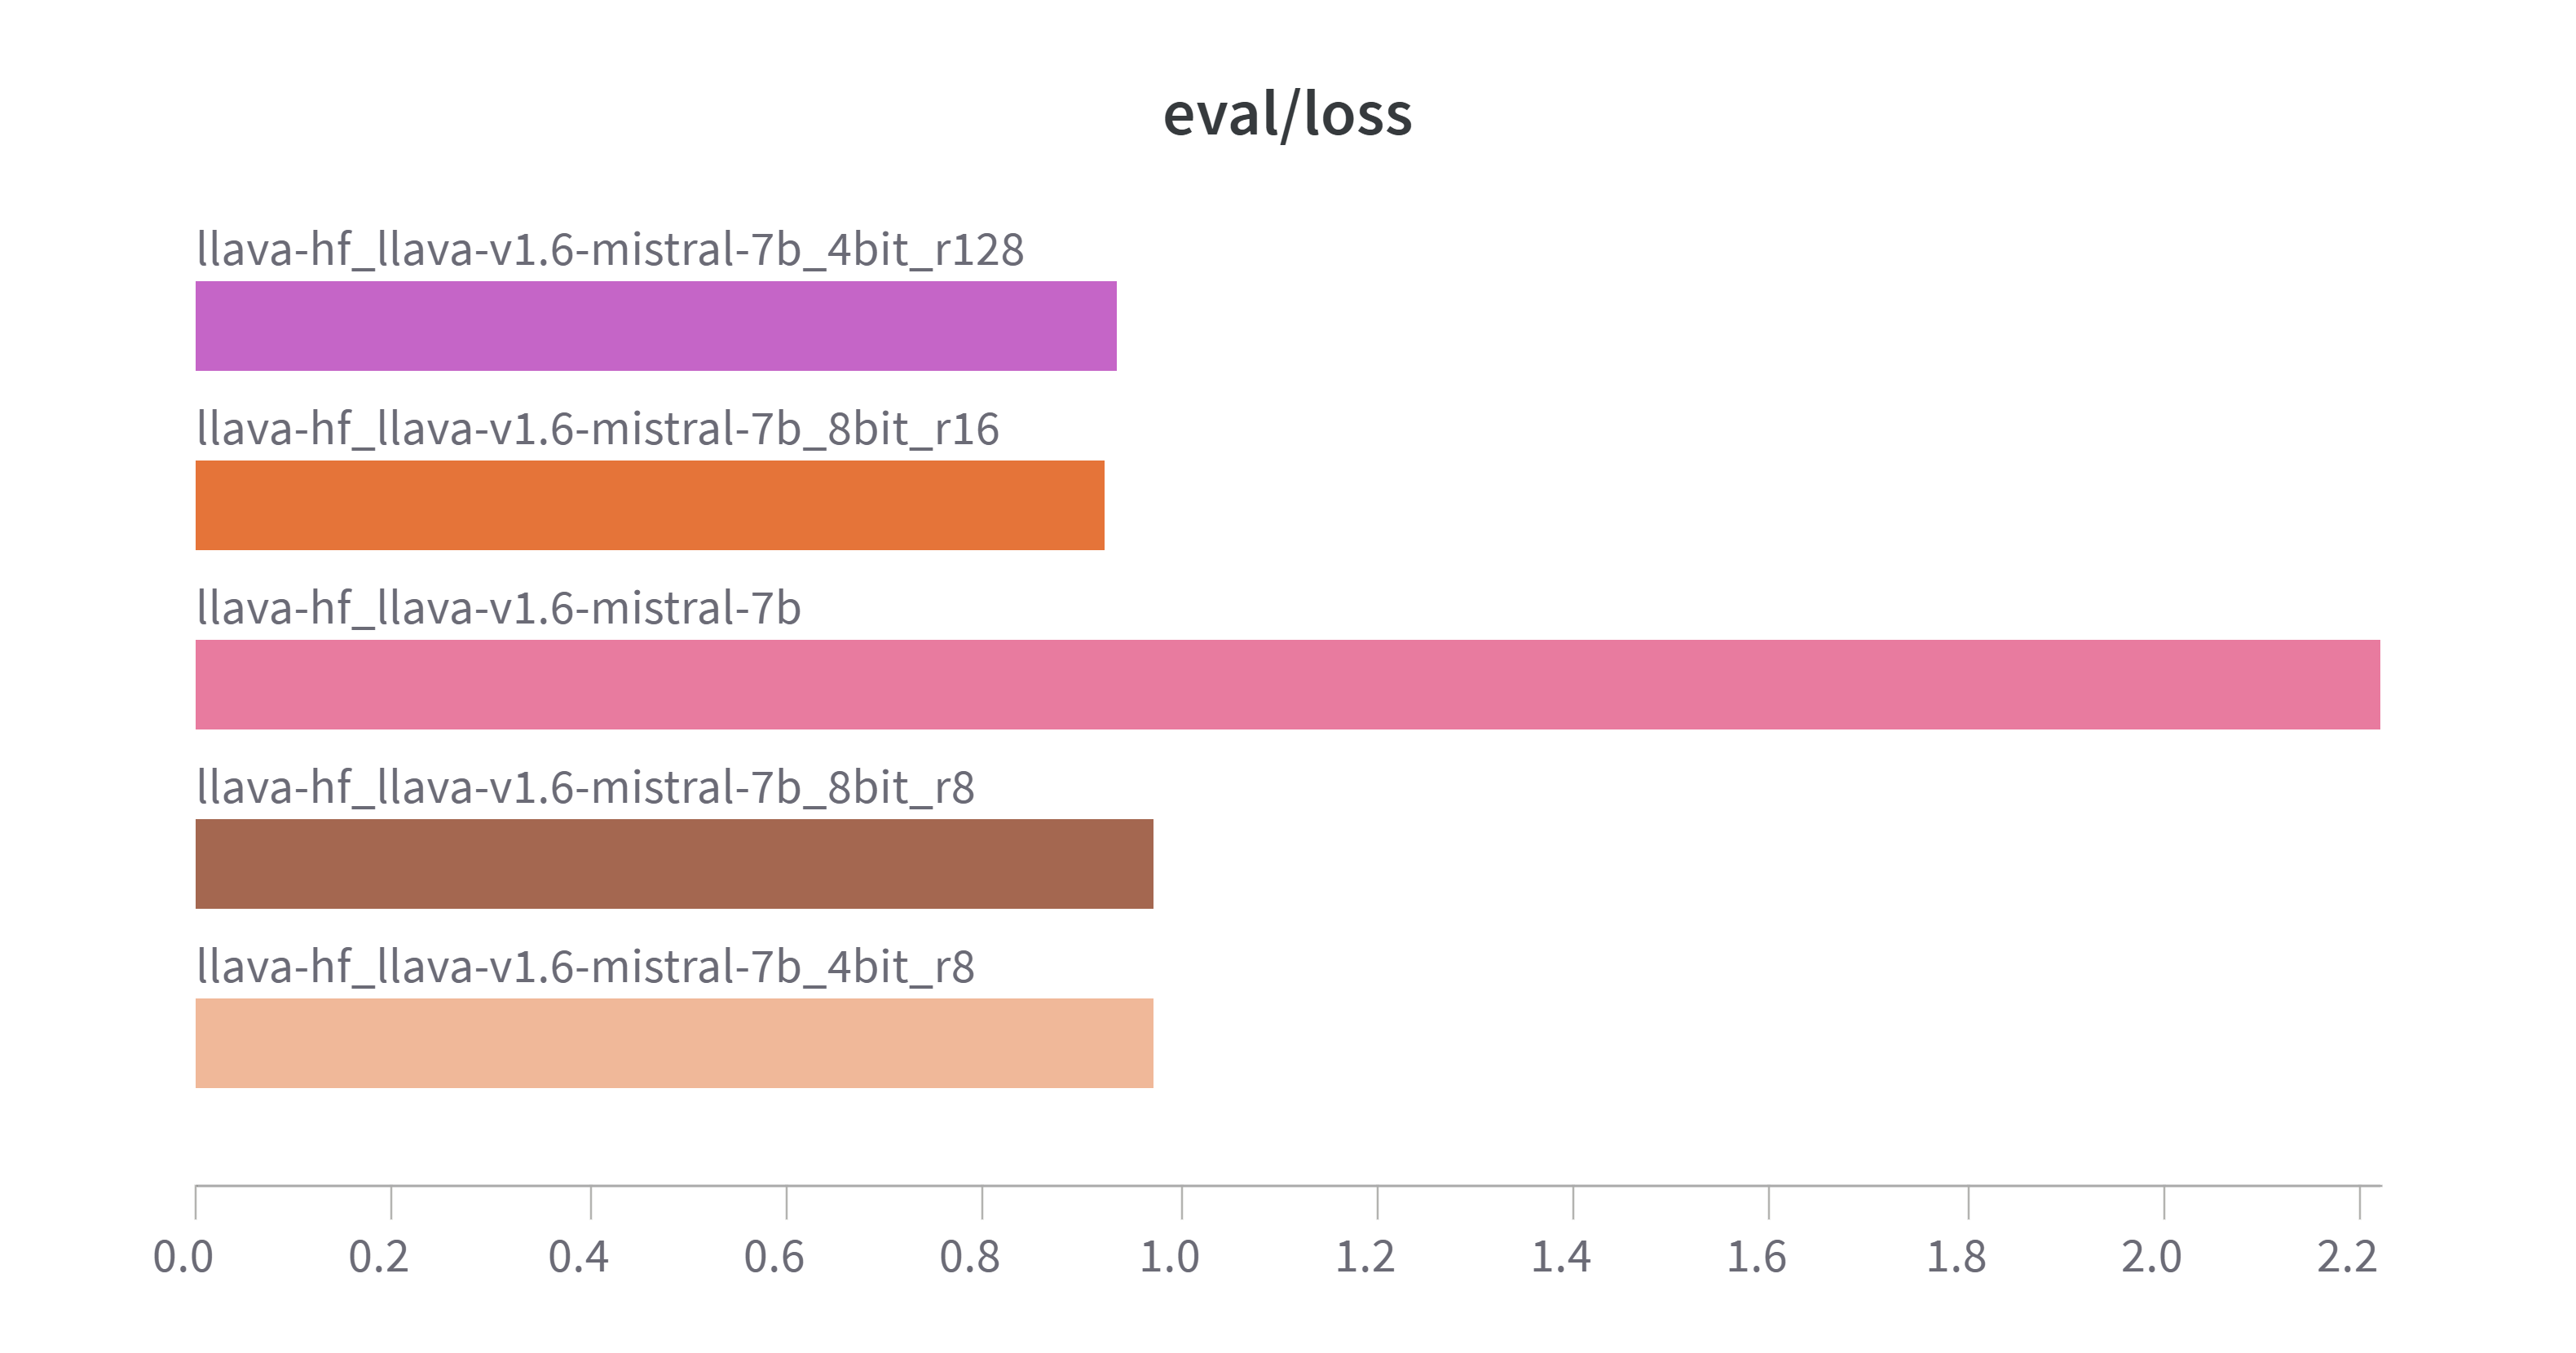 eval/loss
llava-hf_llava-v1.6-mistral-7b_4bit_r128
llava-hf_llava-v1.6-mistral-7b_8bit_r16
llava-hf_llava-v1.6-mistral-7b
llava-hf_llava-v1.6-mistral-7b_8bit_r8
llava-hf_llava-v1.6-mistral-7b_4bit_r8
0.0 0.2 0.4 0.6 0.8 1.0 1.2 1.4 1.6 1.8 2.0 2.2